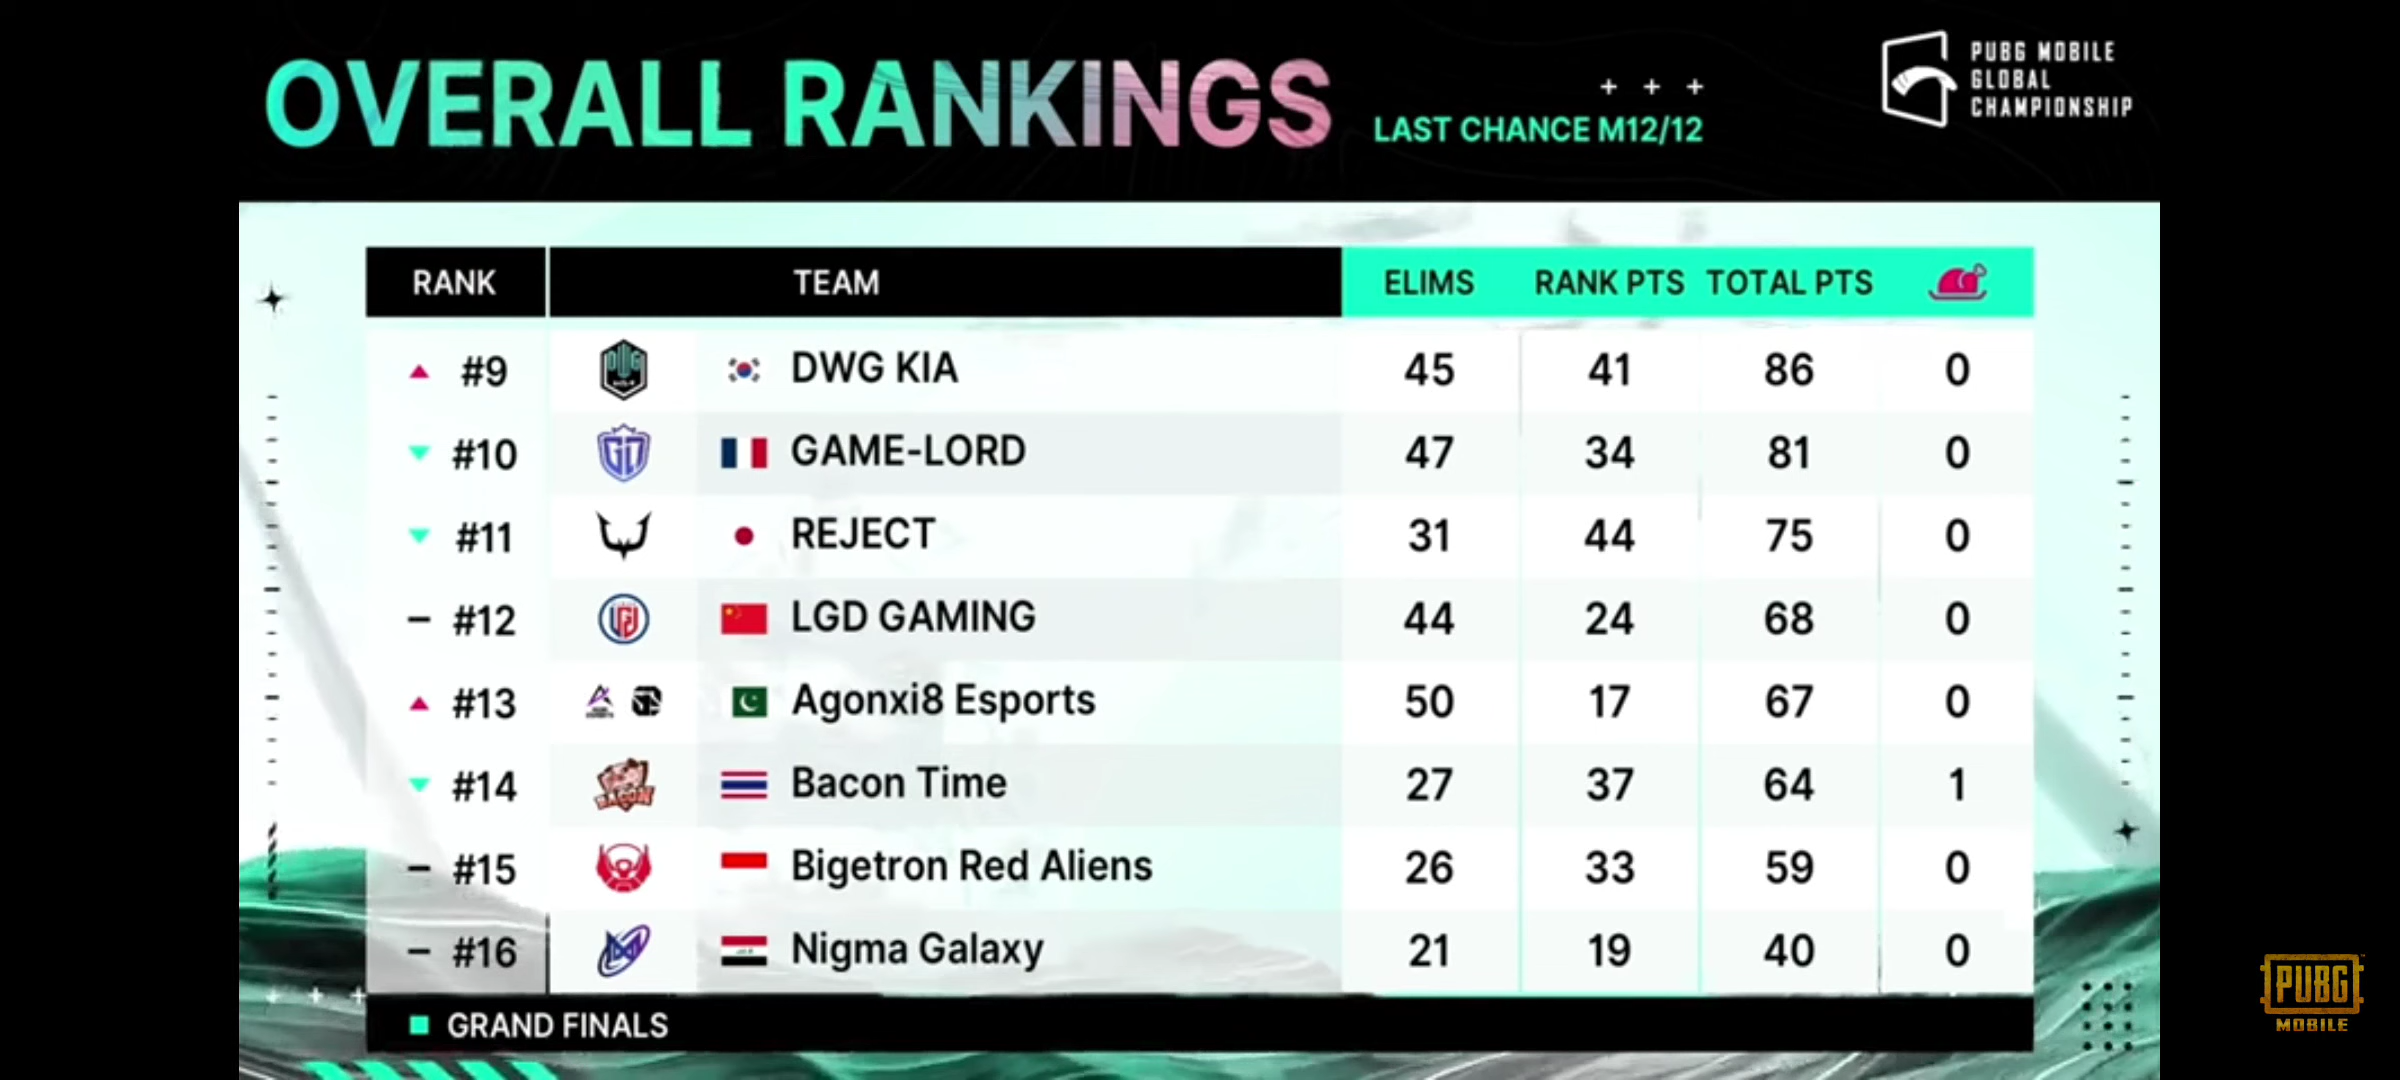 OVERALL RANKINGS
LAST CHANCE M12/12
PUBG MOBILE
GLOBAL
CHAMPIONSHIP
RANK TEAM ELIMS RANK PTS TOTAL PTS
#9 DWG KIA 45 41 86 0
#10 GAME-LORD 47 34 81 0
#11 REJECT 31 44 75 0
#12 LGD GAMING 44 24 68 0
#13 Agonxi8 Esports 50 17 67 0
#14 BACON Bacon Time 27 37 64 1
#15 Bigetron Red Aliens 26 33 59 0
#16 Nigma Galaxy 21 19 40 0
GRAND FINALS
PUBG
MOBILE